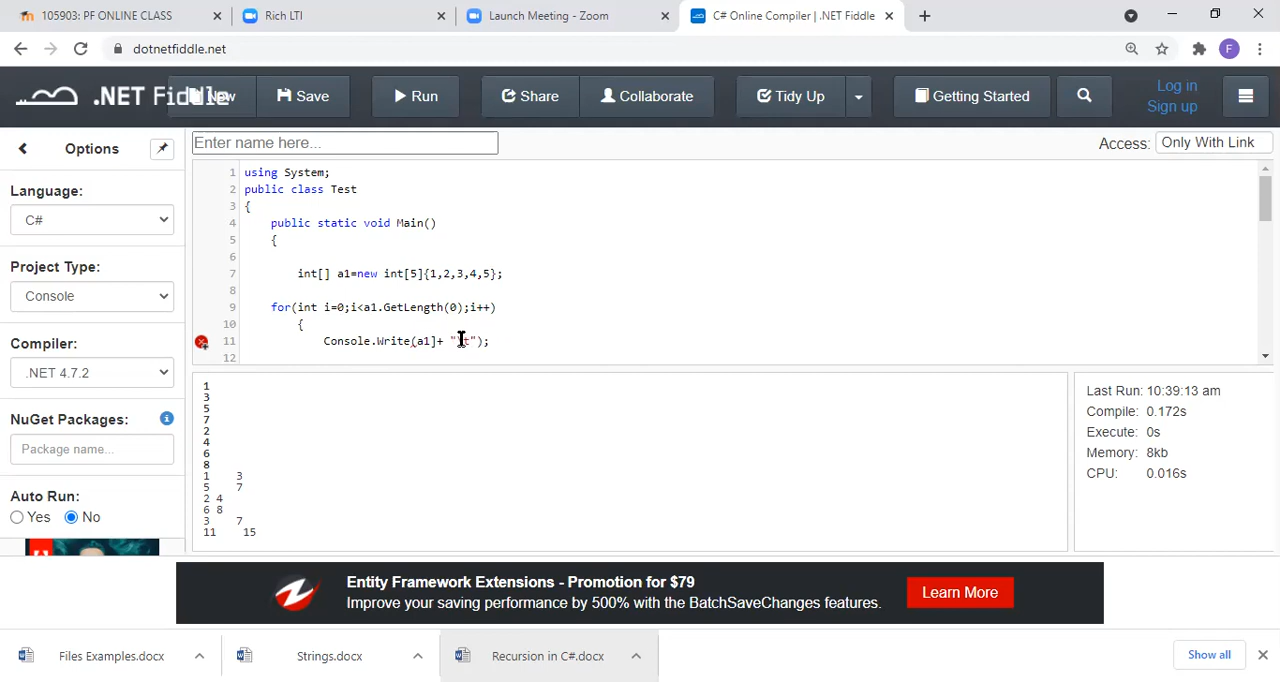 105903: PF ONLINE CLASS
Rich LTI
Launch Meeting - Zoom
C# Online Compiler | .NET Fiddle
dotnetfiddle.net
F
.NET Fiddle
New
Save
Run
Share
Collaborate
Tidy Up
Getting Started
Log in
Sign up
Options
Enter name here...
Access:
Only With Link
Language:
C#
Project Type:
Console
Compiler:
.NET 4.7.2
NuGet Packages:
Package name...
Auto Run:
Yes
No
1 using System;
2 public class Test
3 {
4 public static void Main()
5 {
6
7 int[] a1=new int[5]{1,2,3,4,5};
8
9 for(int i=0;i<a1.GetLength(0);i++)
10 {
11 Console.Write(a1]+ "\t");
12
1
3
5
7
2
4
6
8
1 3
5 7
2 4
6 8
3 7
11 15
Last Run: 10:39:13 am
Compile: 0.172s
Execute: 0s
Memory: 8kb
CPU: 0.016s
Entity Framework Extensions - Promotion for $79
Improve your saving performance by 500% with the BatchSaveChanges features.
Learn More
Files Examples.docx
Strings.docx
Recursion in C#.docx
Show all